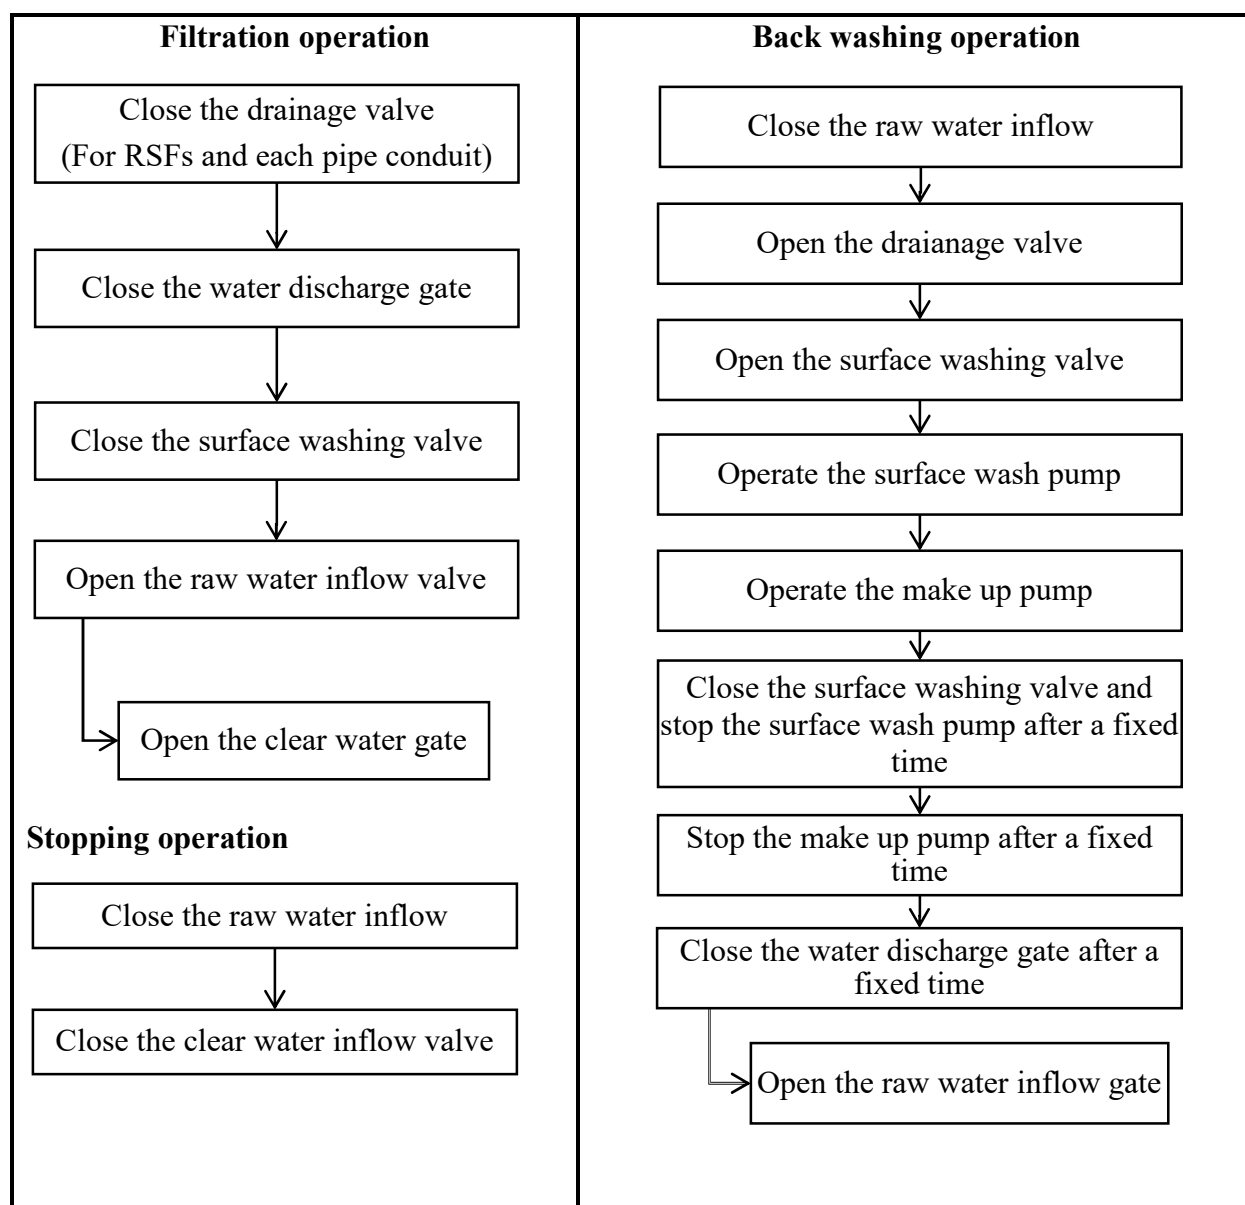 Filtration operation
Close the drainage valve
(For RSFs and each pipe conduit)
Close the water discharge gate
Close the surface washing valve
Open the raw water inflow valve
Open the clear water gate
Stopping operation
Close the raw water inflow
Close the clear water inflow valve
Back washing operation
Close the raw water inflow
Open the draianage valve
Open the surface washing valve
Operate the surface wash pump
Operate the make up pump
Close the surface washing valve and
stop the surface wash pump after a fixed
time
Stop the make up pump after a fixed
time
Close the water discharge gate after a
fixed time
Open the raw water inflow gate